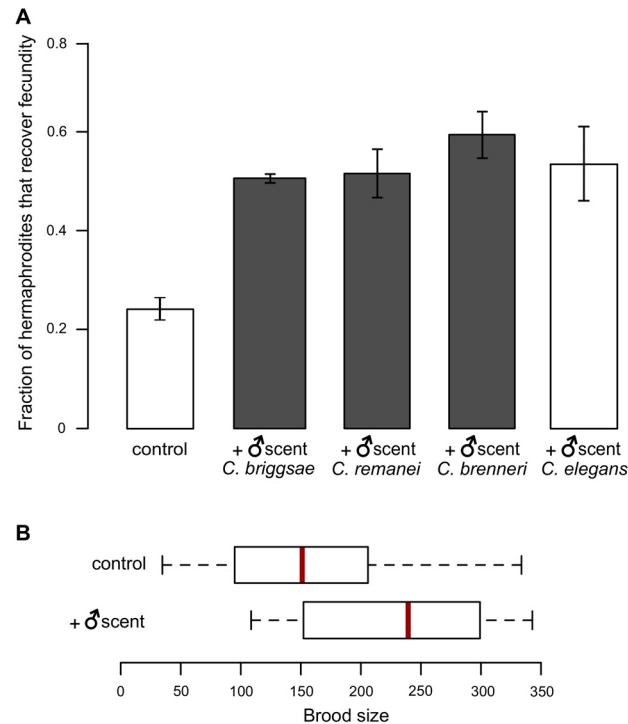 A
Fraction of hermaphrodites that recover fecundity
0.8
0.6
0.4
0.2
0
control
+ ♂ scent
C. briggsae
+ ♂ scent
C. remanei
+ ♂ scent
C. brenneri
+ ♂ scent
C. elegans
B
control
+ ♂ scent
0 50 100 150 200 250 300 350
Brood size